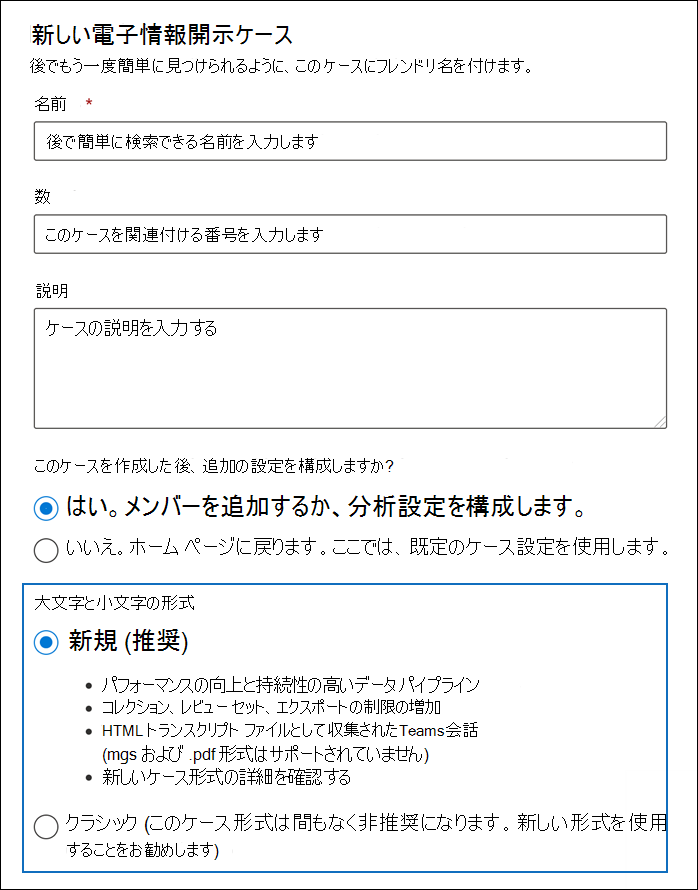 新しい電子情報開示ケース
後でもう一度簡単に見つけられるように、このケースにフレンドリ名を付けます。
名前 *
後で簡単に検索できる名前を入力します
数
このケースを関連付ける番号を入力します
説明
ケースの説明を入力する
このケースを作成した後、追加の設定を構成しますか?
はい。メンバーを追加するか、分析設定を構成します。
いいえ。ホーム ページに戻ります。ここでは、既定のケース設定を使用します。
大文字と小文字の形式
新規 (推奨)
• パフォーマンスの向上と持続性の高いデータ パイプライン
• コレクション、レビュー セット、エクスポートの制限の増加
• HTMLトランスクリプト ファイルとして収集されたTeams会話
(mgs および .pdf 形式はサポートされていません)
• 新しいケース形式の詳細を確認する
クラシック (このケース形式は間もなく非推奨になります。新しい形式を使用
することをお勧めします)